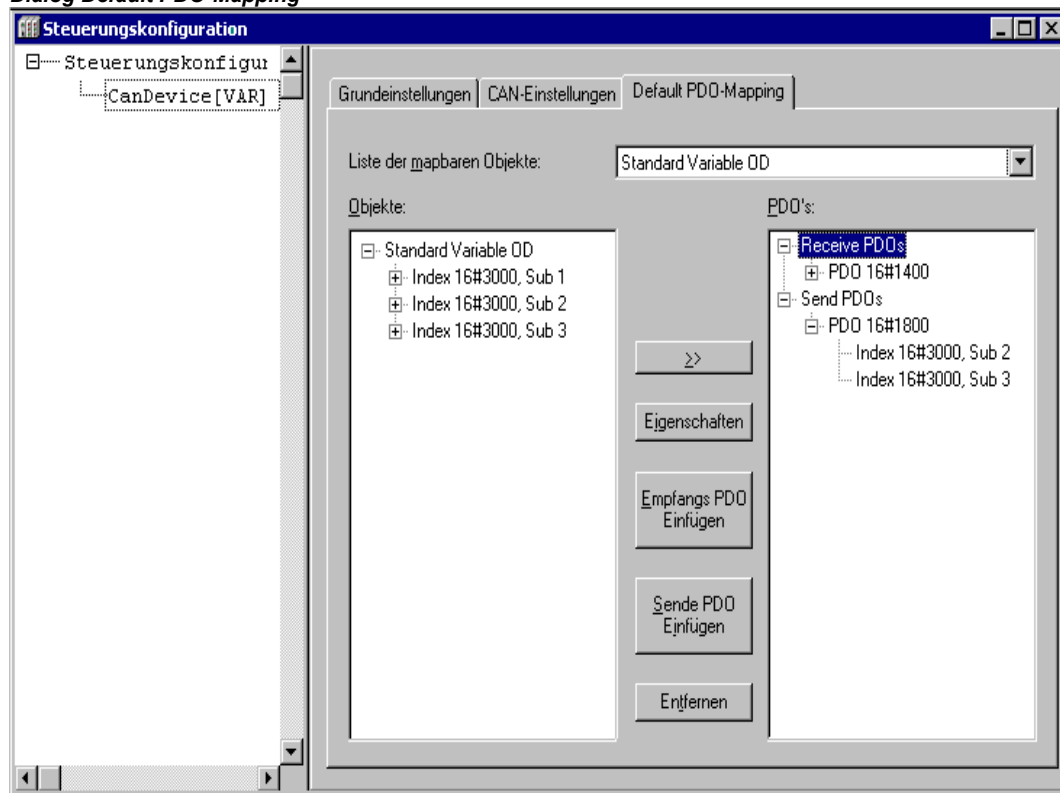 Dialog Default PDO-Mapping
Steuerungskonfiguration
Steuerungskonfigur
CanDevice[VAR]
Grundeinstellungen CAN-Einstellungen Default PDO-Mapping
Liste der mapbaren Objekte: Standard Variable OD
Objekte:
Standard Variable OD
Index 16#3000, Sub 1
Index 16#3000, Sub 2
Index 16#3000, Sub 3
>>
Eigenschaften
Empfangs PDO
Einfügen
Sende PDO
Einfügen
Entfernen
PDO's:
Receive PDOs
PDO 16#1400
Send PDOs
PDO 16#1800
Index 16#3000, Sub 2
Index 16#3000, Sub 3